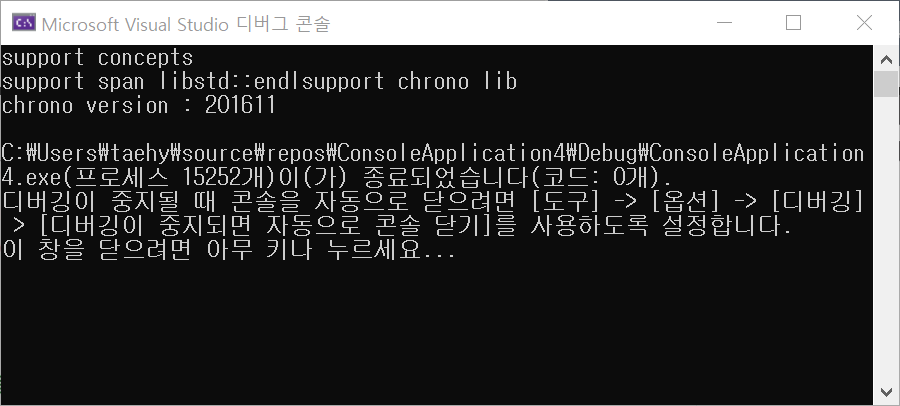 Microsoft Visual Studio 디버그 콘솔
support concepts
support span libstd::endlsupport chrono lib
chrono version : 201611
C:₩Users₩taehy₩source₩repos₩ConsoleApplication4₩Debug₩ConsoleApplication
4.exe(프로세스 15252개)이(가) 종료되었습니다(코드: 0개).
디버깅이 중지될 때 콘솔을 자동으로 닫으려면 [도구] -> [옵션] -> [디버깅]
> [디버깅이 중지되면 자동으로 콘솔 닫기]를 사용하도록 설정합니다.
이 창을 닫으려면 아무 키나 누르세요...